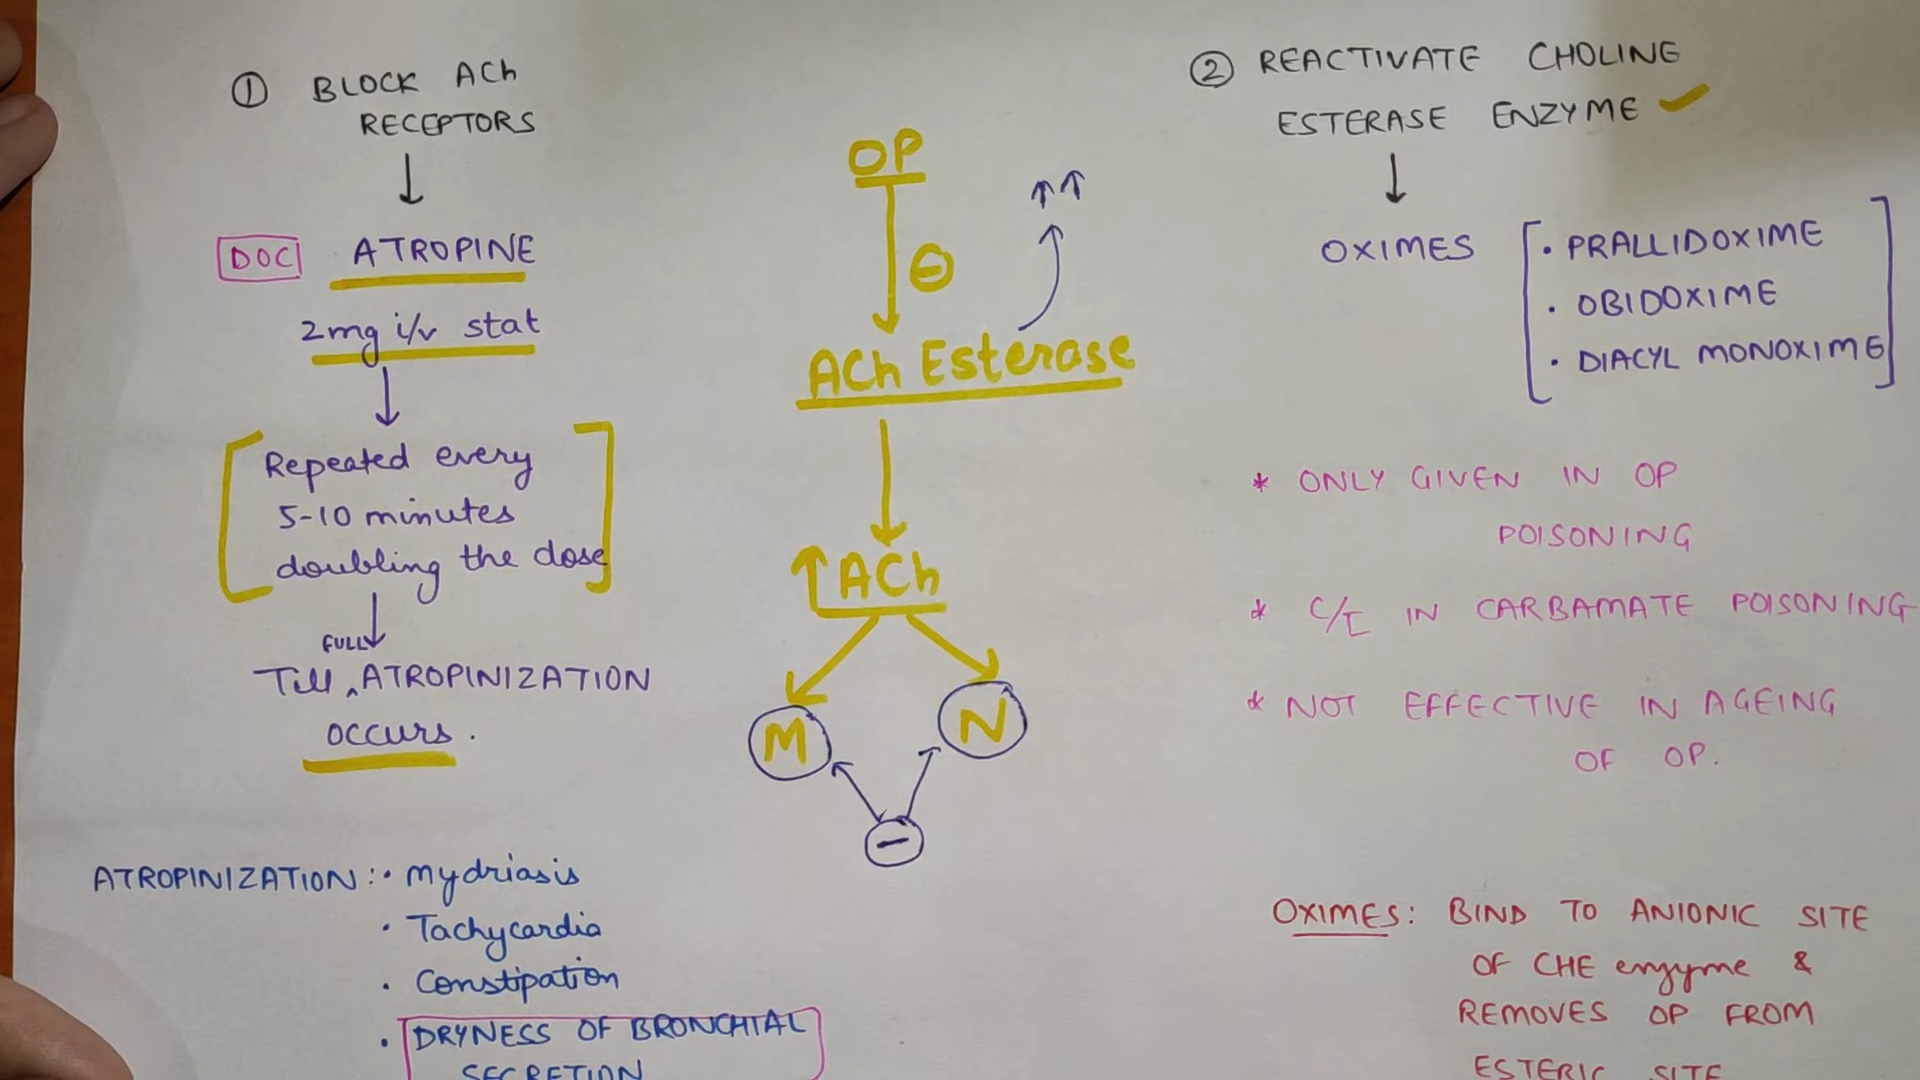 ① BLOCK ACh
RECEPTORS
↓
DOC ATROPINE
2mg i/v stat
↓
Repeated every
5-10 minutes
doubling the dose
↓
FULL
Till ^ ATROPINIZATION
occurs.
ATROPINIZATION: • Mydriasis
• Tachycardia
• Constipation
• DRYNESS OF BRONCHIAL
SECRETION
OP
↓ ⊖
↑↑
ACh Esterase
↓
↑ACh
M N
−
② REACTIVATE CHOLINE
ESTERASE ENZYME
↓
OXIMES
• PRALLIDOXIME
• OBIDOXIME
• DIACYL MONOXIME
* ONLY GIVEN IN OP
POISONING
* C/I IN CARBAMATE POISONING
* NOT EFFECTIVE IN AGEING
OF OP.
OXIMES: BIND TO ANIONIC SITE
OF CHE enzyme &
REMOVES OP FROM
ESTERIC SITE